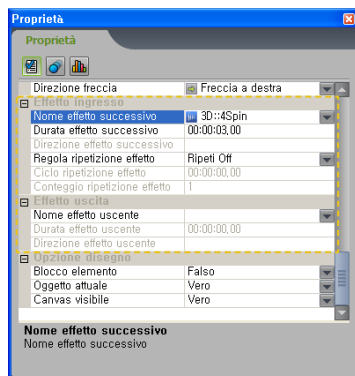 Proprietà
Proprietà
Direzione freccia Freccia a destra
Effetto Ingresso
Nome effetto successivo 3D::4Spin
Durata effetto successivo 00:00:03,00
Direzione effetto successivo
Regola ripetizione effetto Ripeti Off
Ciclo ripetizione effetto 00:00:00,00
Conteggio ripetizione effetto 1
Effetto uscita
Nome effetto uscente
Durata effetto uscente 00:00:00,00
Direzione effetto uscente
Opzione disegno
Blocco elemento Falso
Oggetto attuale Vero
Canvas visibile Vero
Nome effetto successivo
Nome effetto successivo